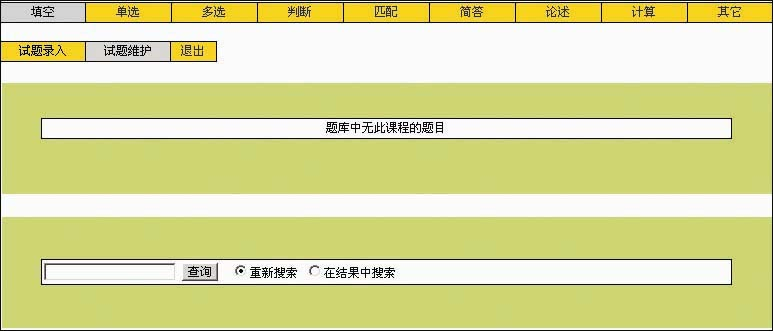 填空 单选 多选 判断 匹配 简答 论述 计算 其它
试题录入 试题维护 退出
题库中无此课程的题目
查询 重新搜索 在结果中搜索